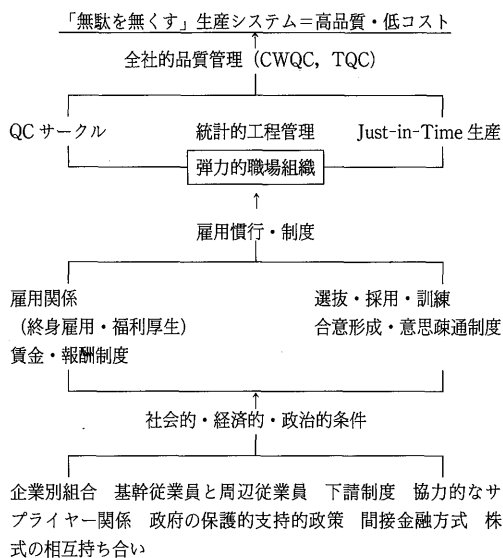 「無駄を無くす」生産システム＝高品質・低コスト
全社的品質管理（CWQC, TQC）
QC サークル　統計的工程管理　Just-in-Time 生産
弾力的職場組織
雇用慣行・制度
雇用関係　選抜・採用・訓練
（終身雇用・福利厚生）　合意形成・意思疎通制度
賃金・報酬制度
社会的・経済的・政治的条件
企業別組合　基幹従業員と周辺従業員　下請制度　協力的なサ
プライヤー関係　政府の保護的支持的政策　間接金融方式　株
式の相互持ち合い